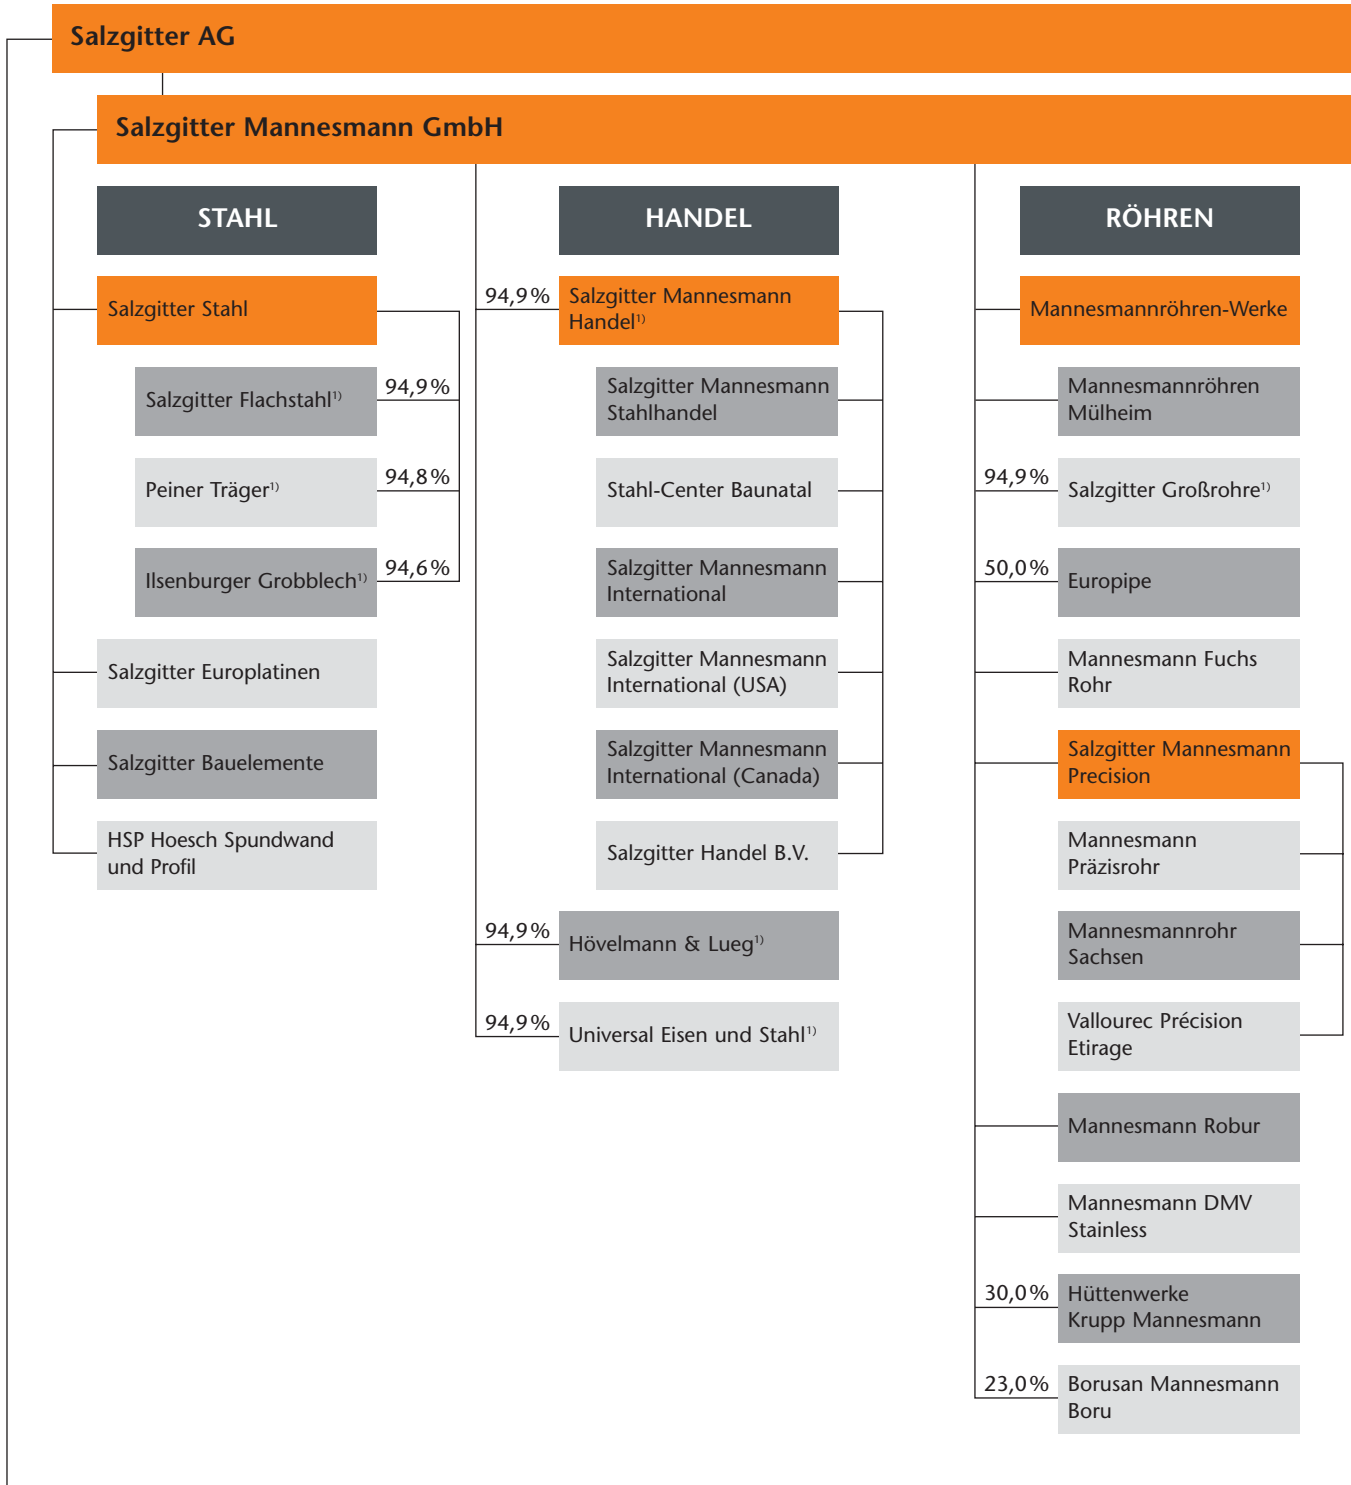 Salzgitter AG
Salzgitter Mannesmann GmbH
STAHL
Salzgitter Stahl
Salzgitter Flachstahl¹⁾
94,9%
Peiner Träger¹⁾
94,8%
Ilsenburger Grobblech¹⁾
94,6%
Salzgitter Europlatinen
Salzgitter Bauelemente
HSP Hoesch Spundwand
und Profil
HANDEL
94,9%
Salzgitter Mannesmann
Handel¹⁾
Salzgitter Mannesmann
Stahlhandel
Stahl-Center Baunatal
Salzgitter Mannesmann
International
Salzgitter Mannesmann
International (USA)
Salzgitter Mannesmann
International (Canada)
Salzgitter Handel B.V.
94,9%
Hövelmann & Lueg¹⁾
94,9%
Universal Eisen und Stahl¹⁾
RÖHREN
Mannesmannröhren-Werke
Mannesmannröhren
Mülheim
94,9%
Salzgitter Großrohre¹⁾
50,0%
Europipe
Mannesmann Fuchs
Rohr
Salzgitter Mannesmann
Precision
Mannesmann
Präzisrohr
Mannesmannrohr
Sachsen
Vallourec Précision
Etirage
Mannesmann Robur
Mannesmann DMV
Stainless
30,0%
Hüttenwerke
Krupp Mannesmann
23,0%
Borusan Mannesmann
Boru